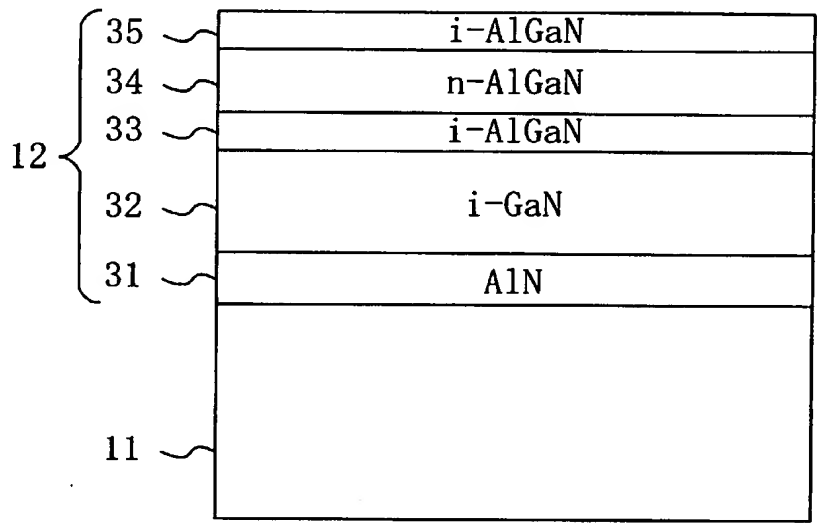 35 i-AlGaN
34 n-AlGaN
33 i-AlGaN
12
32 i-GaN
31 AlN
11